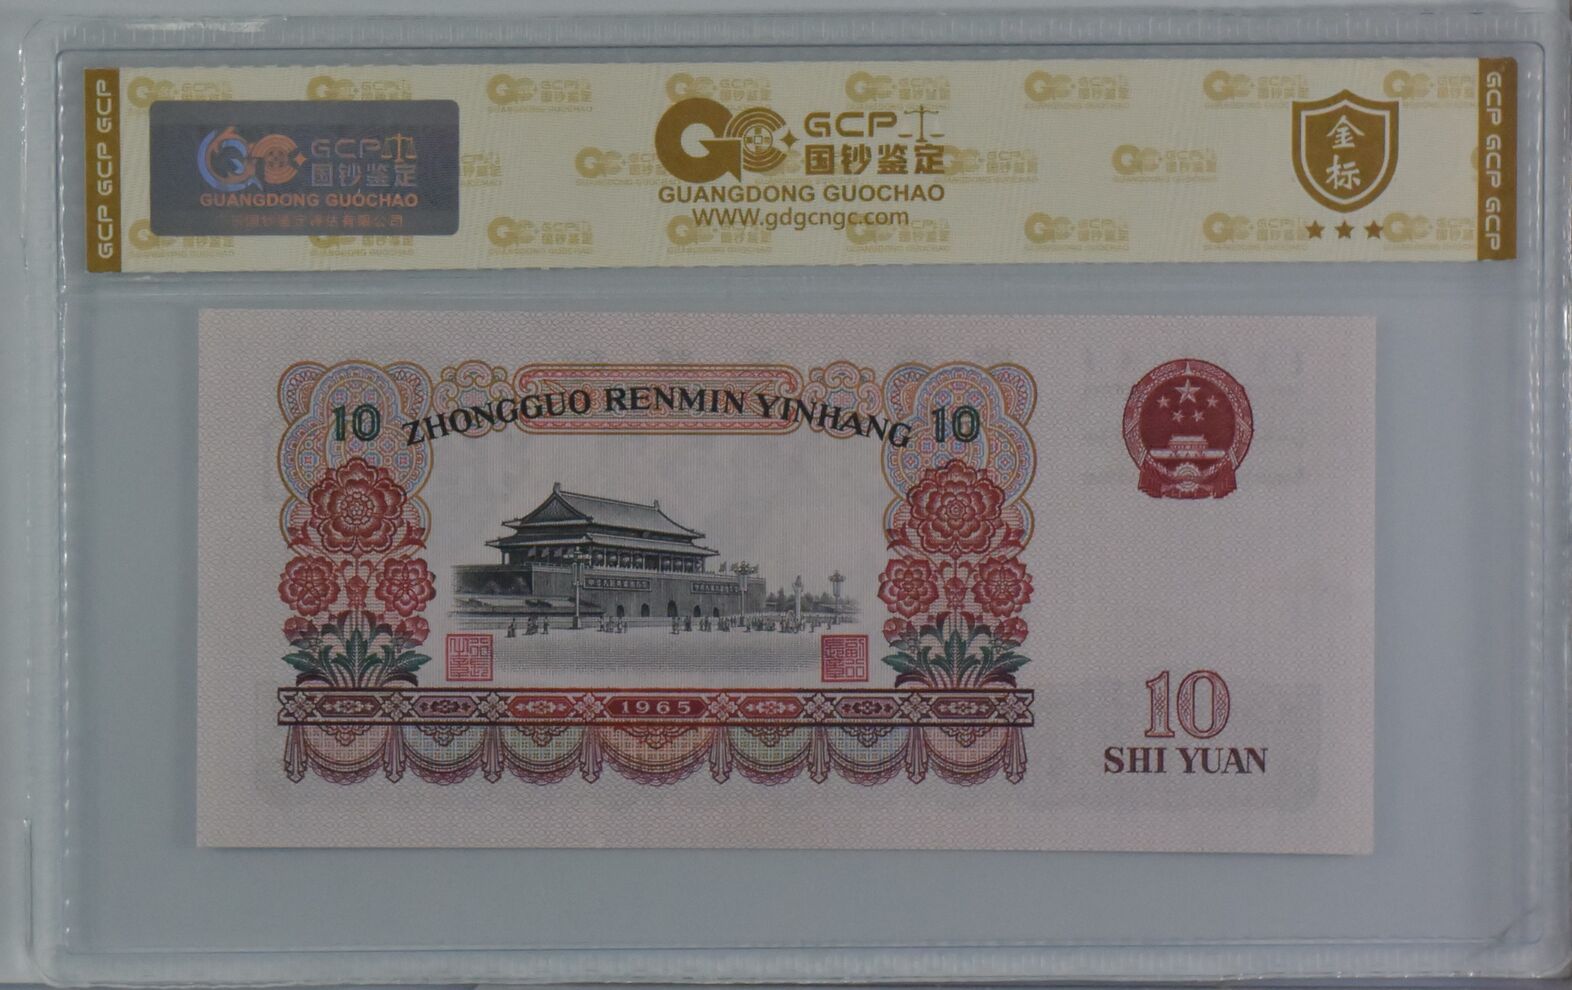 GCP GCP GCP
GCP 国钞鉴定
GUANGDONG GUOCHAO
GCP 国钞鉴定
GUANGDONG GUOCHAO
WWW.gdgcngc.com
金标
GCP GCP GCP
ZHONGGUO RENMIN YINHANG
10
10
1965
10
SHI YUAN